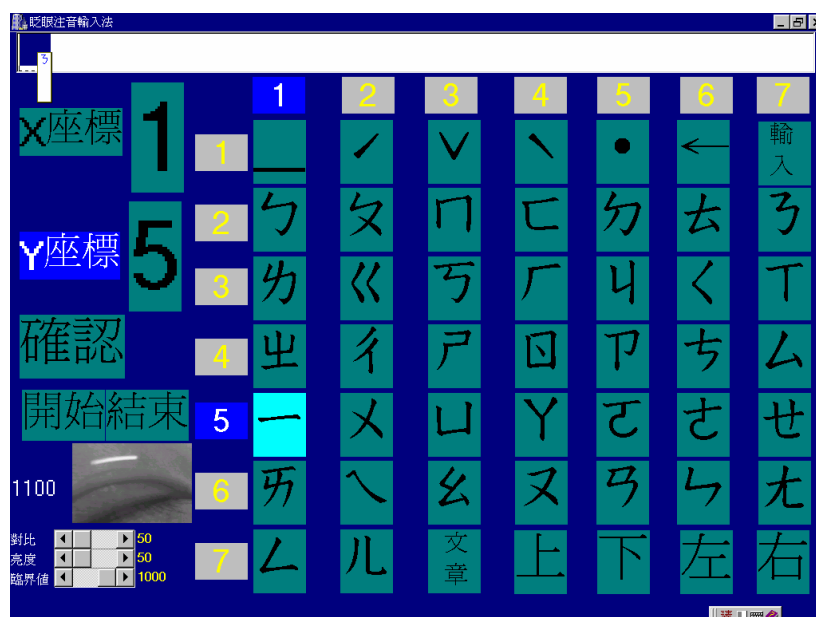 眨眼注音輸入法
ㄋ
1 2 3 4 5 6 7
X座標 1
1 ˉ ˊ ˇ ˋ ˙ ← 輸入
2 ㄅ ㄆ ㄇ ㄈ ㄉ ㄊ ㄋ
Y座標 5
3 ㄌ ㄍ ㄎ ㄏ ㄐ ㄑ ㄒ
確認
4 ㄓ ㄔ ㄕ ㄖ ㄗ ㄘ ㄙ
開始結束
5 ㄧ ㄨ ㄩ ㄚ ㄛ ㄜ ㄝ
1100
6 ㄞ ㄟ ㄠ ㄡ ㄢ ㄣ ㄤ
對比 50
亮度 50
臨界值 1000
7 ㄥ ㄦ 文章 上 下 左 右